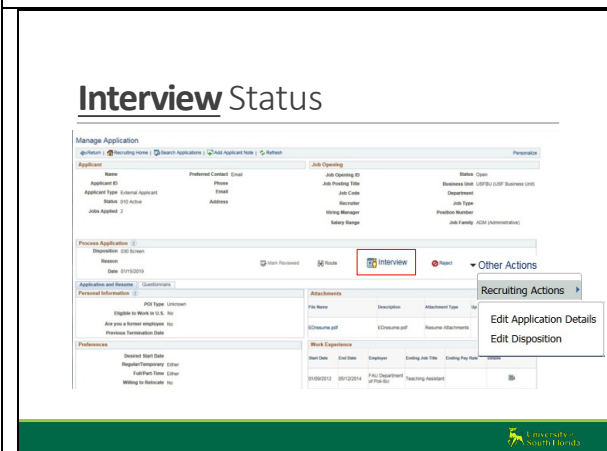 Interview Status
Manage Application
Return | Recruiting Home | Search Applications | Add Applicant Note | Refresh Personalize
Applicant Job Opening
Name Preferred Contact Email Job Opening ID Status Open
Applicant ID Phone Job Posting Title Business Unit USFBU (USF Business Unit)
Applicant Type External Applicant Email Job Code Department
Status 010 Active Address Recruiter Job Type
Jobs Applied 2 Hiring Manager Position Number
Salary Range Job Family ADM (Administrative)
Process Application
Disposition 030 Screen
Reason Mark Reviewed Route Interview Reject Other Actions
Date 01/15/2019
Application and Resume Questionnaire Recruiting Actions
Personal Information Attachments
POI Type Unknown File Name Description Attachment Type
Eligible to Work in U.S. No Edit Application Details
Are you a former employee No EDresume.pdf EDresume.pdf Resume Attachments Edit Disposition
Previous Termination Date
Preferences Work Experience
Desired Start Date Start Date End Date Employer Ending Job Title Ending Pay Rate Details
Regular/Temporary Either
Full/Part-Time Either 01/09/2012 05/12/2014 FAU Department of Poli-Sci Teaching Assistant
Willing to Relocate No
University of
South Florida